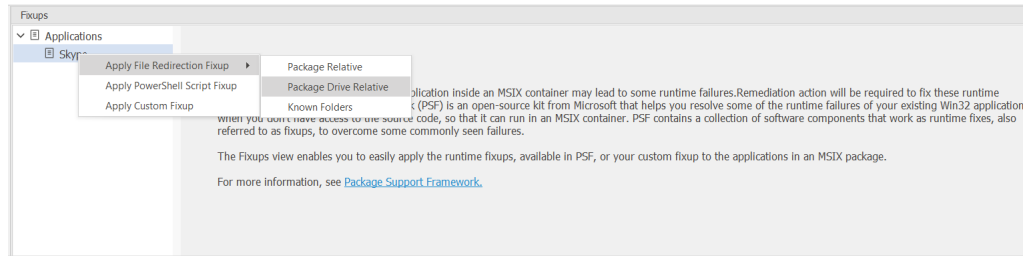 Fixups
Applications
Skype
Apply File Redirection Fixup
Package Relative
Apply PowerShell Script Fixup
Package Drive Relative
Apply Custom Fixup
Known Folders
inside an MSIX container may lead to some runtime failures.Remediation action will be required to fix these runtime
(PSF) is an open-source kit from Microsoft that helps you resolve some of the runtime failures of your existing Win32 application
when you don't have access to the source code, so that it can run in an MSIX container. PSF contains a collection of software components that work as runtime fixes, also
referred to as fixups, to overcome some commonly seen failures.
The Fixups view enables you to easily apply the runtime fixups, available in PSF, or your custom fixup to the applications in an MSIX package.
For more information, see Package Support Framework.